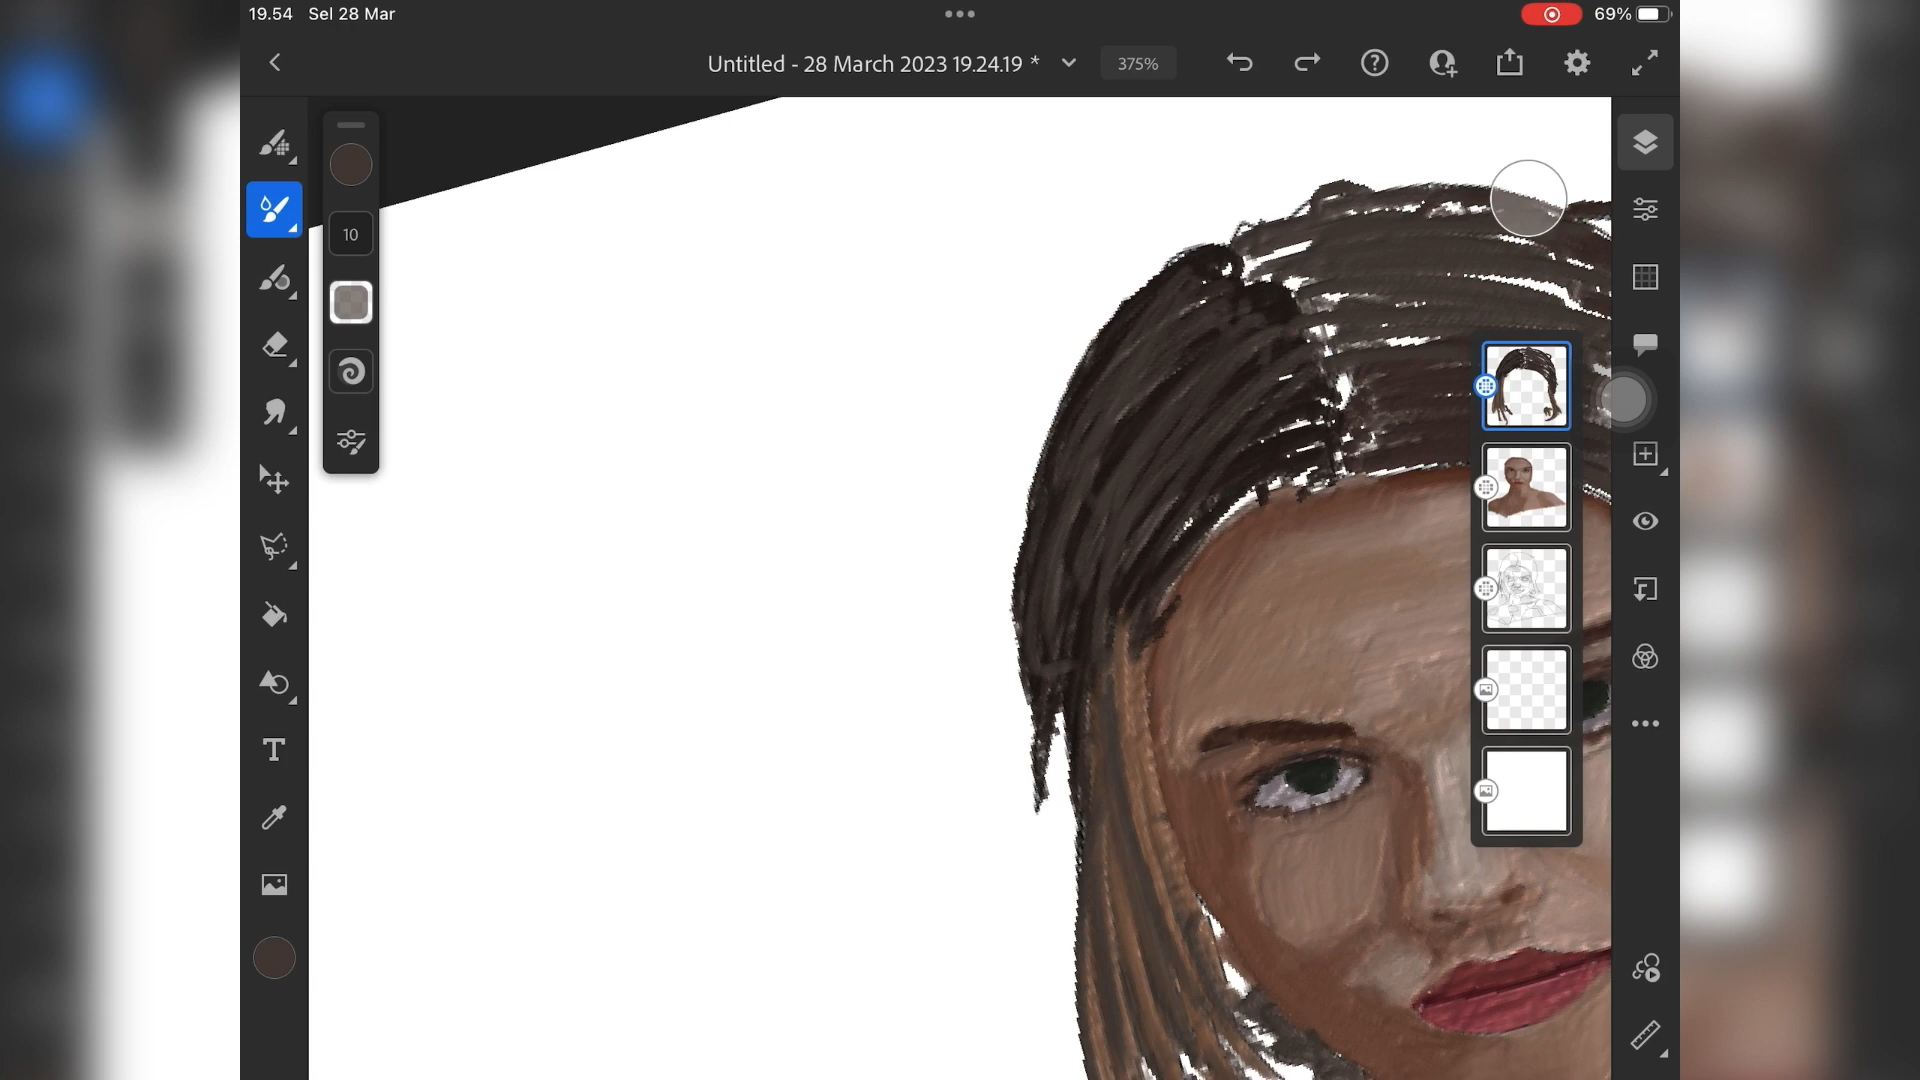 19.54 Sel 28 Mar
69%
Untitled - 28 March 2023 19.24.19 *
375%
10
T